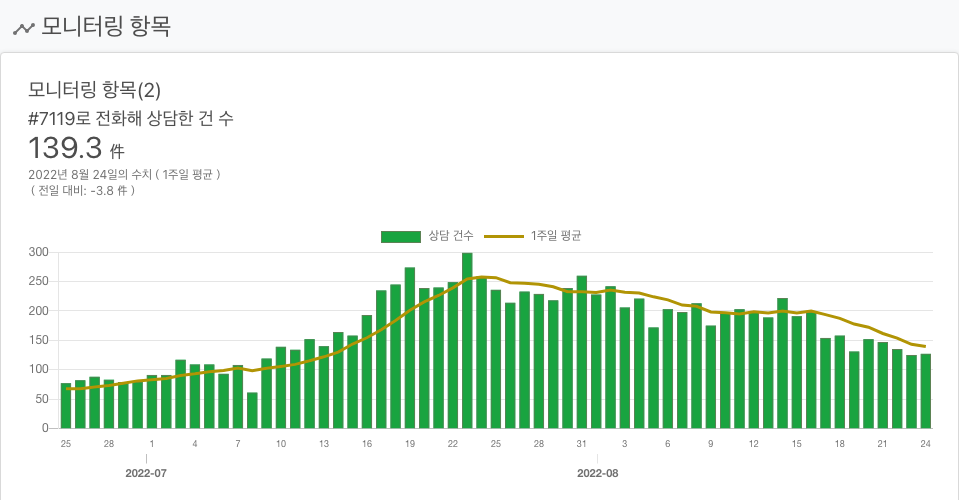 모니터링 항목
모니터링 항목(2)
#7119로 전화해 상담한 건 수
139.3 件
2022년 8월 24일의 수치 ( 1주일 평균 )
( 전일 대비: -3.8 件 )
상담 건수 1주일 평균
300
250
200
150
100
50
0
25 28 1 4 7 10 13 16 19 22 25 28 31 3 6 9 12 15 18 21 24
2022-07 2022-08